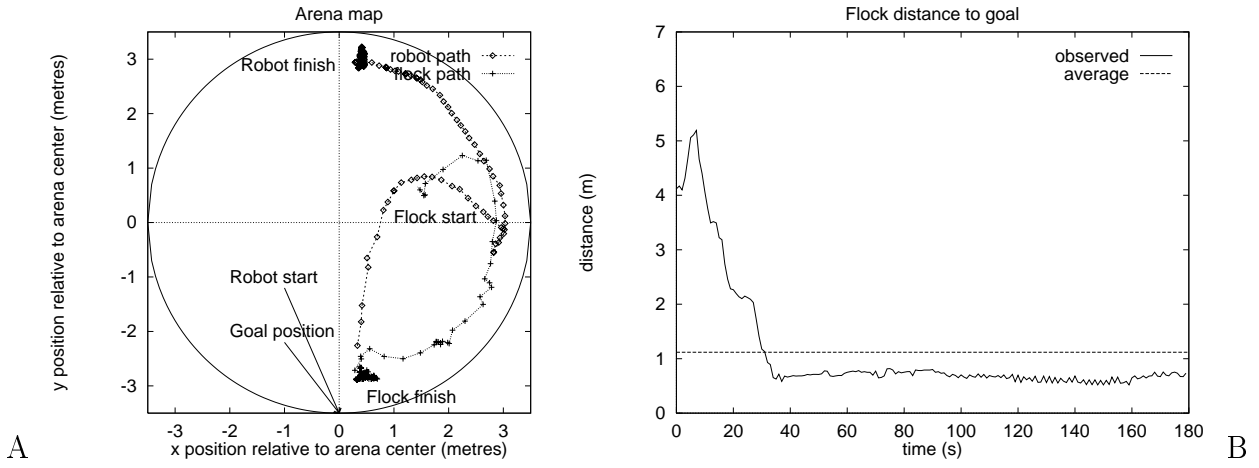 Arena map
y position relative to arena center (metres)
3
2
1
0
-1
-2
-3
-3 -2 -1 0 1 2 3
x position relative to arena center (metres)
robot path
flock path
Robot finish
Flock start
Robot start
Goal position
Flock finish
A
Flock distance to goal
distance (m)
7
6
5
4
3
2
1
0
0 20 40 60 80 100 120 140 160 180
time (s)
observed
average
B